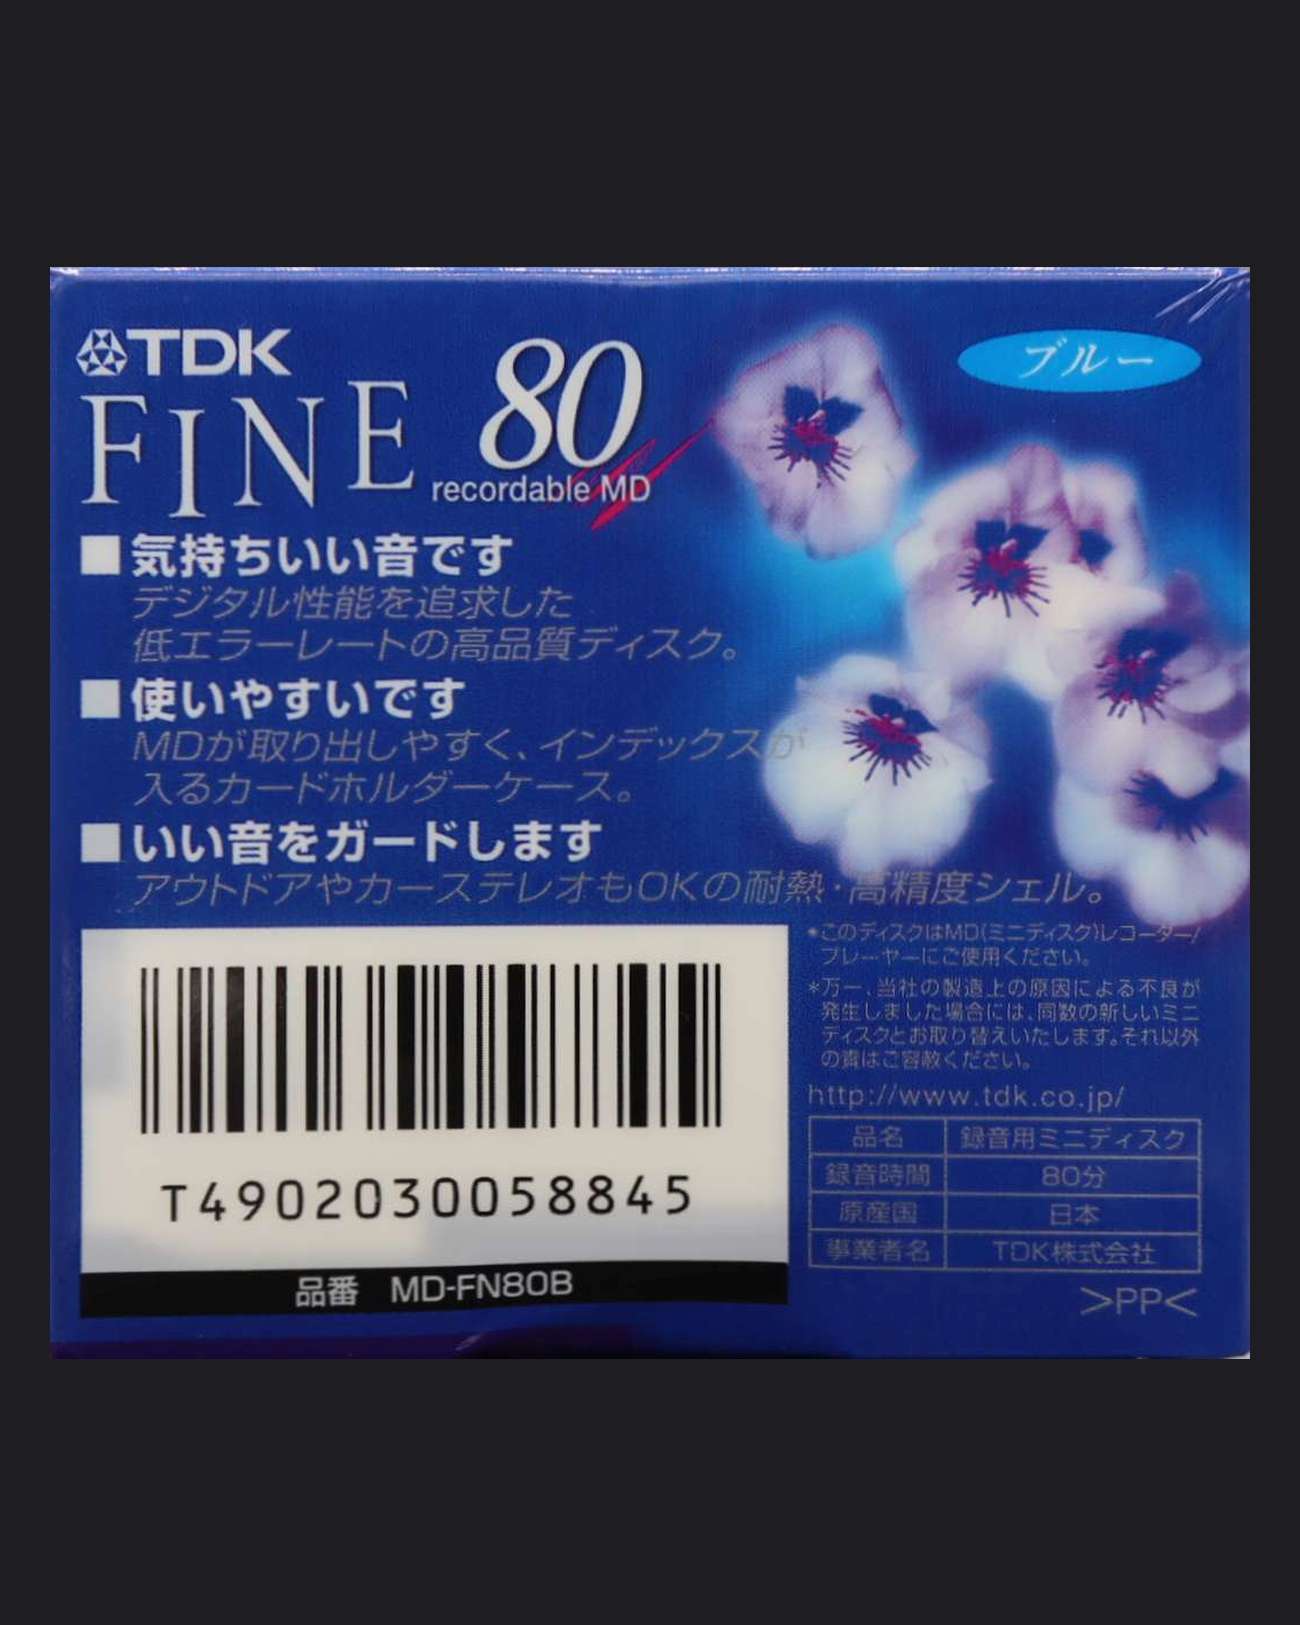 TDK
FINE 80
recordable MD
ブルー
■気持ちいい音です
デジタル性能を追求した
低エラーレートの高品質ディスク。
■使いやすいです
MDが取り出しやすく、インデックスが
入るカードホルダーケース。
■いい音をガードします
アウトドアやカーステレオもOKの耐熱・高精度シェル。
*このディスクはMD(ミニディスク)レコーダー/
プレーヤーにご使用ください。
*万一、当社の製造上の原因による不良が
発生しました場合には、同数の新しいミニ
ディスクとお取り替えいたします。それ以外
の責はご容赦ください。
http://www.tdk.co.jp/
品名 録音用ミニディスク
録音時間 80分
原産国 日本
事業者名 TDK株式会社
>PP<
T4902030058845
品番 MD-FN80B